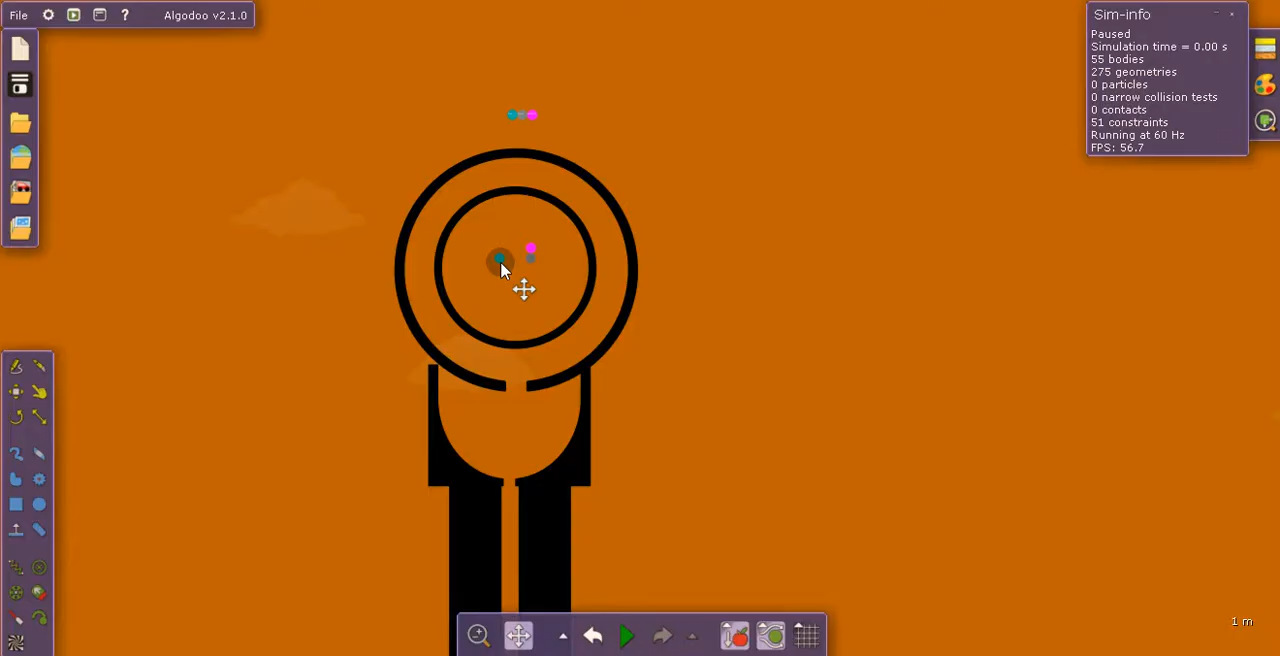 File ? Algodoo v2.1.0
Sim-info
Paused
Simulation time = 0.00 s
55 bodies
275 geometries
0 particles
0 narrow collision tests
0 contacts
51 constraints
Running at 60 Hz
FPS: 56.7
1 m